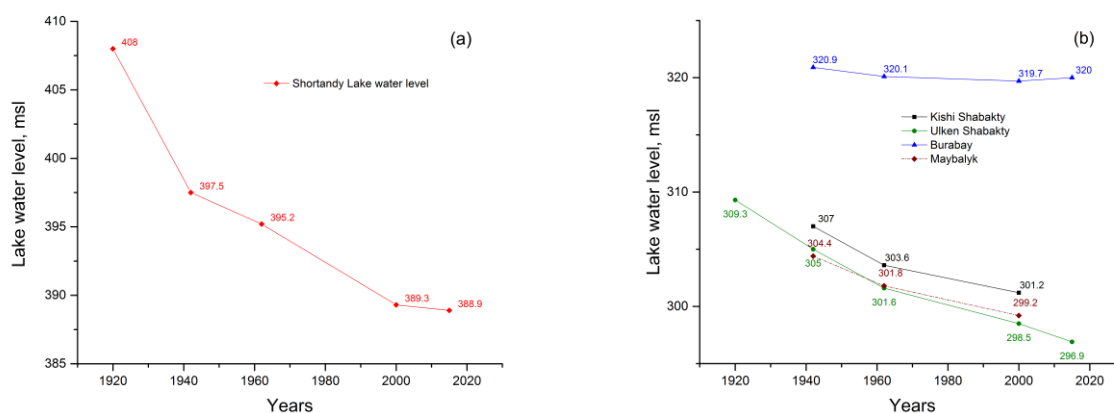 (a)
410
405
400
395
390
385
Lake water level, msl
408
397.5
395.2
389.3
388.9
Shortandy Lake water level
1920 1940 1960 1980 2000 2020
Years
(b)
320
310
300
Lake water level, msl
320.9
320.1
319.7
320
Kishi Shabakty
Ulken Shabakty
Burabay
Maybalyk
309.3
307
304.4
305
303.6
301.8
301.6
301.2
299.2
298.5
296.9
1920 1940 1960 1980 2000 2020
Years